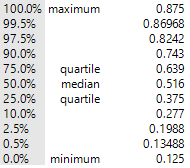 100.0% maximum 0.875
99.5% 0.86968
97.5% 0.8242
90.0% 0.743
75.0% quartile 0.639
50.0% median 0.516
25.0% quartile 0.375
10.0% 0.277
2.5% 0.1988
0.5% 0.13488
0.0% minimum 0.125